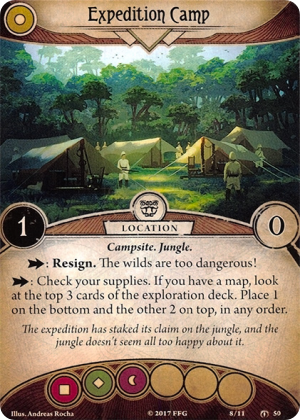 Expedition Camp
1
LOCATION
0
Campsite. Jungle.
: Resign. The wilds are too dangerous!
: Check your supplies. If you have a map, look
at the top 3 cards of the exploration deck. Place 1
on the bottom and the other 2 on top, in any order.
The expedition has staked its claim on the jungle, and the
jungle doesn't seem all too happy about it.
Illus. Andreas Rocha
© 2017 FFG
8/11
50